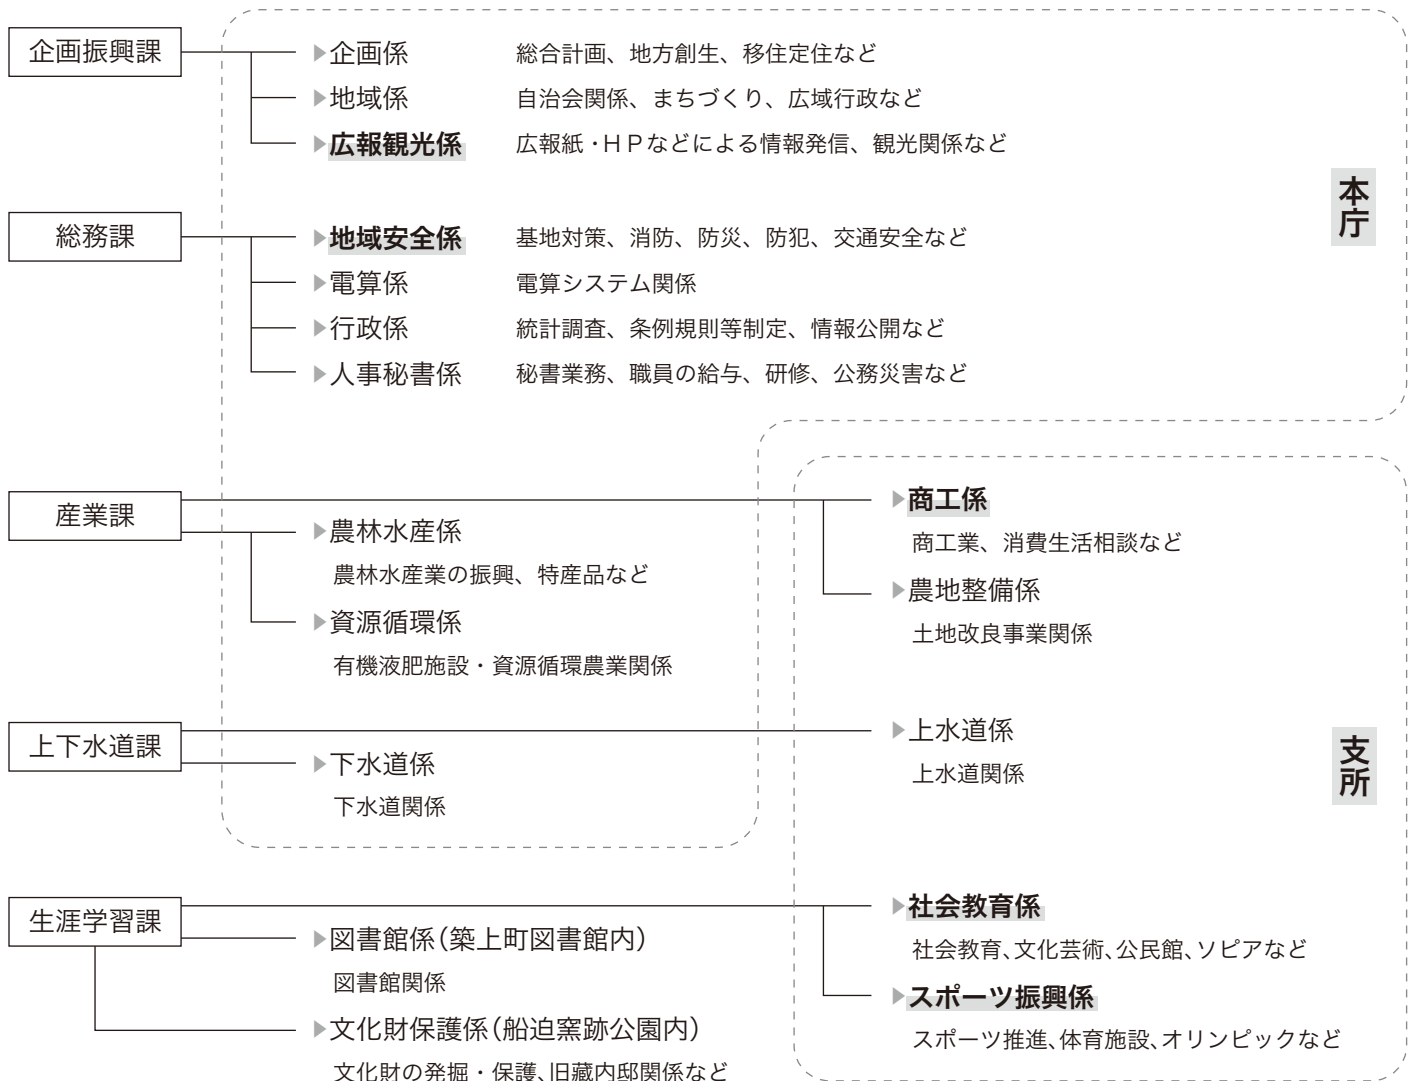 企画振興課
▶企画係 総合計画、地方創生、移住定住など
▶地域係 自治会関係、まちづくり、広域行政など
▶広報観光係 広報紙・HPなどによる情報発信、観光関係など
本庁
総務課
▶地域安全係 基地対策、消防、防災、防犯、交通安全など
▶電算係 電算システム関係
▶行政係 統計調査、条例規則等制定、情報公開など
▶人事秘書係 秘書業務、職員の給与、研修、公務災害など
産業課
▶農林水産係
農林水産業の振興、特産品など
▶資源循環係
有機液肥施設・資源循環農業関係
▶商工係
商工業、消費生活相談など
▶農地整備係
土地改良事業関係
上下水道課
▶下水道係
下水道関係
▶上水道係
上水道関係
支所
生涯学習課
▶図書館係(築上町図書館内)
図書館関係
▶文化財保護係(船迫窯跡公園内)
文化財の発掘・保護、旧藏内邸関係など
▶社会教育係
社会教育、文化芸術、公民館、ソピアなど
▶スポーツ振興係
スポーツ推進、体育施設、オリンピックなど